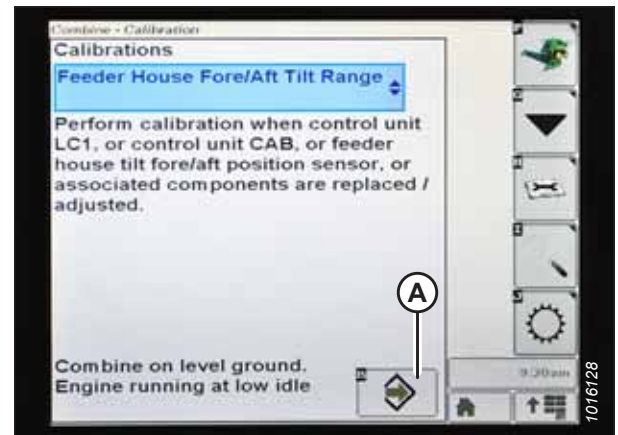 Combine - Calibration
Calibrations
Feeder House Fore/Aft Tilt Range
Perform calibration when control unit
LC1, or control unit CAB, or feeder
house tilt fore/aft position sensor, or
associated components are replaced /
adjusted.
A
Combine on level ground.
Engine running at low idle
9:30am
1016128